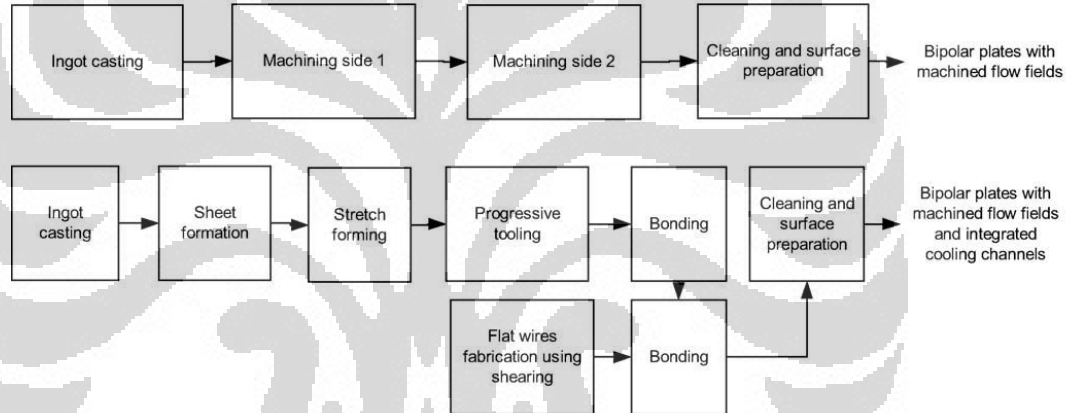 Ingot casting
Machining side 1
Machining side 2
Cleaning and surface
preparation
Bipolar plates with
machined flow fields
Ingot
casting
Sheet
formation
Stretch
forming
Progressive
tooling
Bonding
Cleaning and
surface
preparation
Bipolar plates with
machined flow fields
and integrated
cooling channels
Flat wires
fabrication using
shearing
Bonding